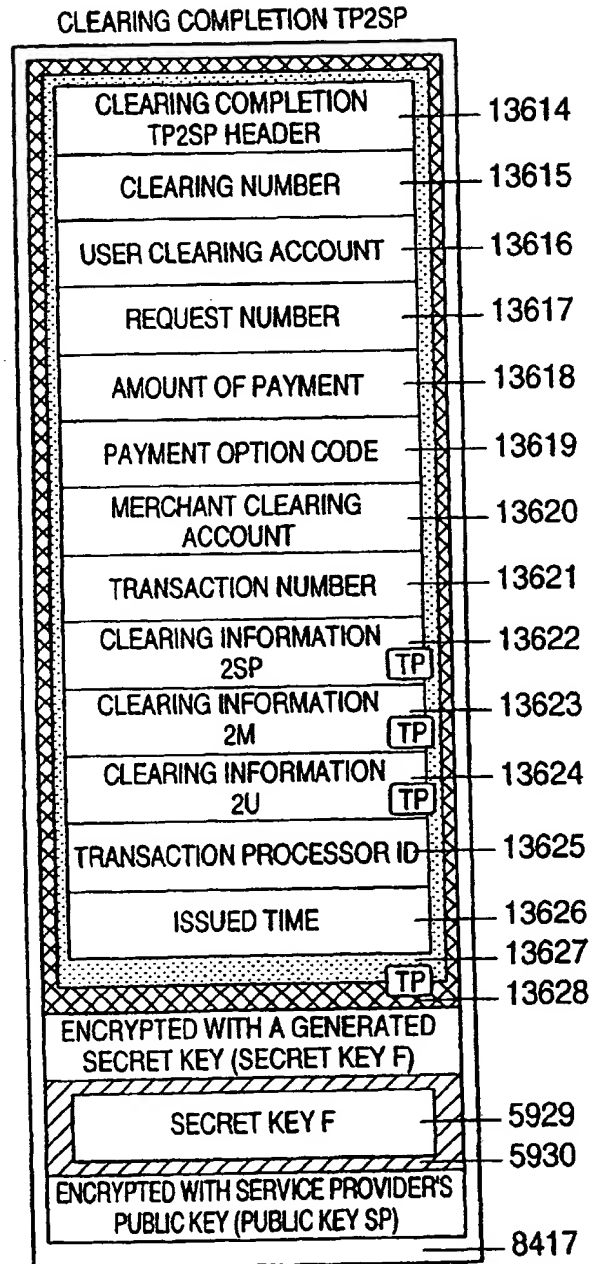 CLEARING COMPLETION TP2SP
CLEARING COMPLETION
TP2SP HEADER
13614
CLEARING NUMBER
13615
USER CLEARING ACCOUNT
13616
REQUEST NUMBER
13617
AMOUNT OF PAYMENT
13618
PAYMENT OPTION CODE
13619
MERCHANT CLEARING
ACCOUNT
13620
TRANSACTION NUMBER
13621
CLEARING INFORMATION
2SP
TP
13622
CLEARING INFORMATION
2M
TP
13623
CLEARING INFORMATION
2U
TP
13624
TRANSACTION PROCESSOR ID
13625
ISSUED TIME
13626
13627
TP
13628
ENCRYPTED WITH A GENERATED
SECRET KEY (SECRET KEY F)
SECRET KEY F
5929
5930
ENCRYPTED WITH SERVICE PROVIDER'S
PUBLIC KEY (PUBLIC KEY SP)
8417